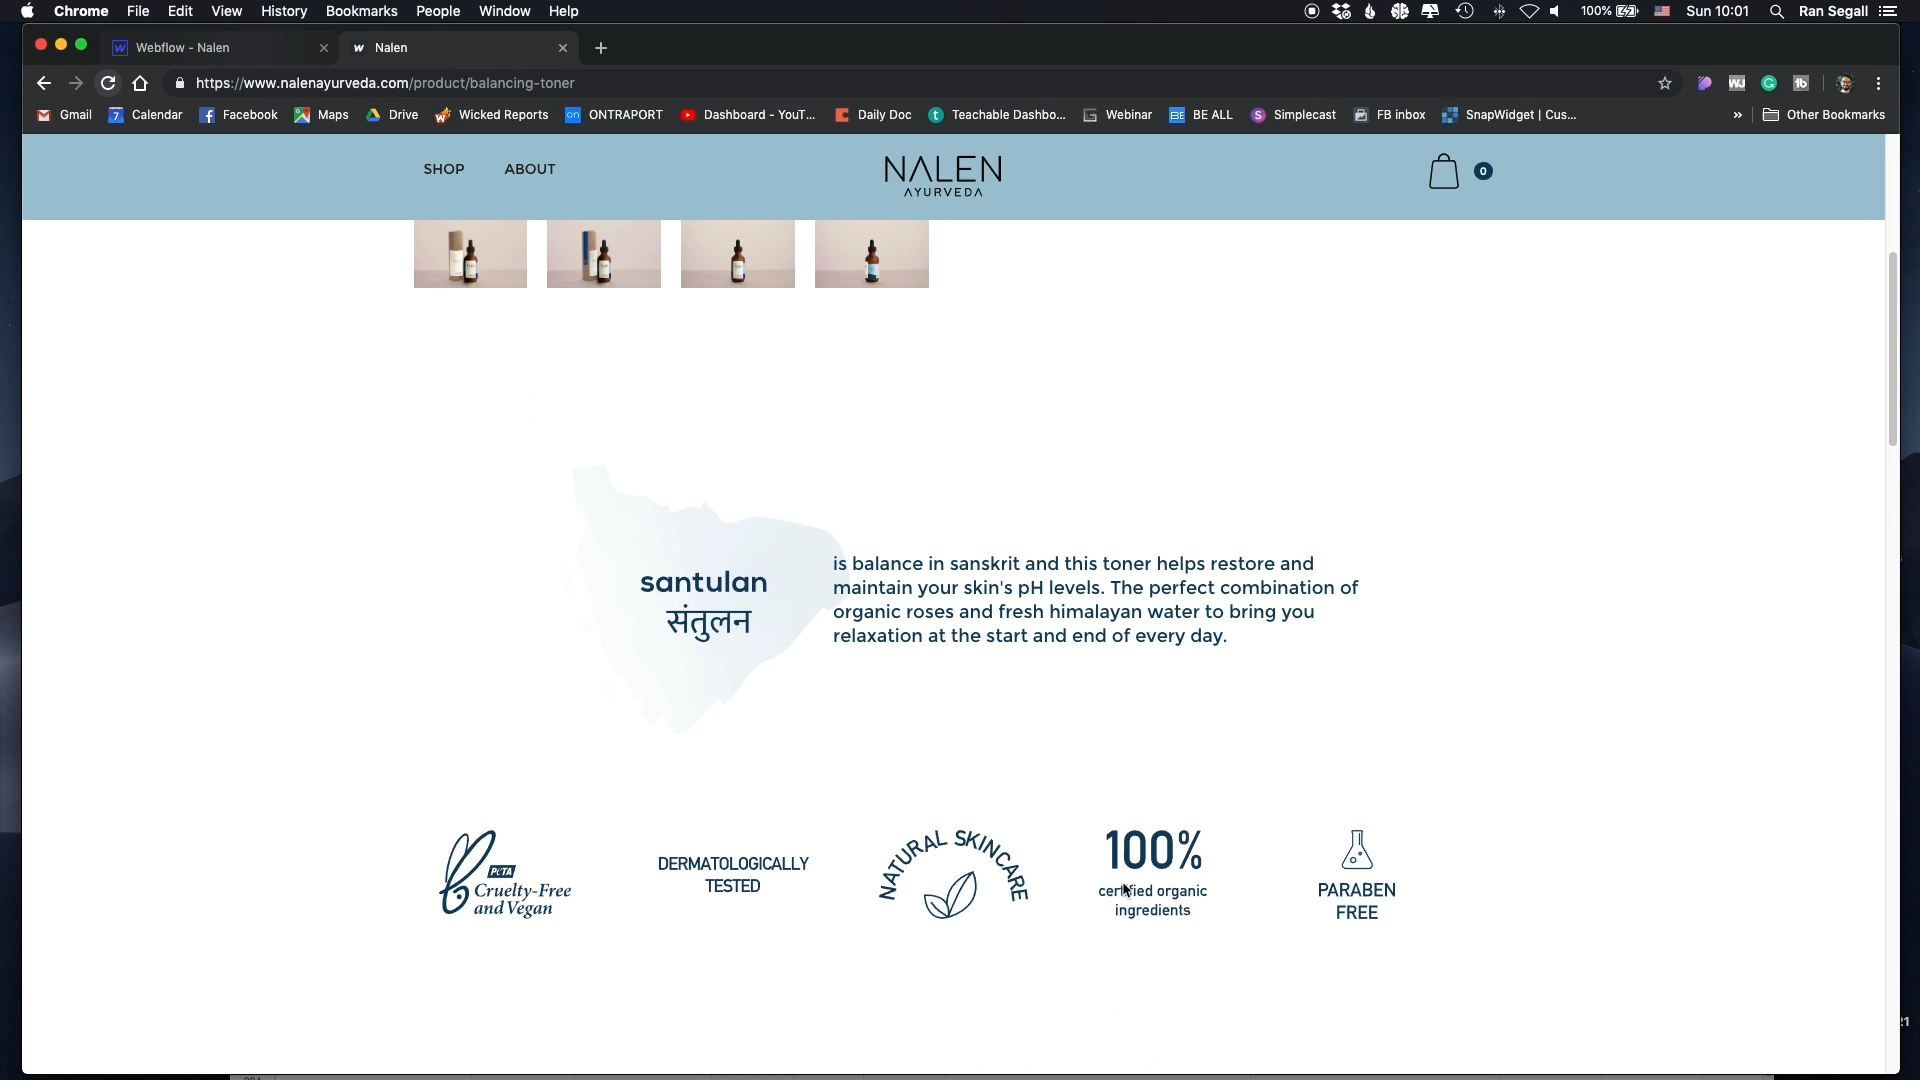 Chrome File Edit View History Bookmarks People Window Help 100% Sun 10:01 Ran Segall
Webflow - Nalen Nalen
https://www.nalenayurveda.com/product/balancing-toner
Gmail Calendar Facebook Maps Drive Wicked Reports ONTRAPORT Dashboard - YouT... Daily Doc Teachable Dashbo... Webinar BE ALL Simplecast FB inbox SnapWidget | Cus... » Other Bookmarks
SHOP ABOUT NALEN 0
AYURVEDA
santulan
संतुलन
is balance in sanskrit and this toner helps restore and
maintain your skin's pH levels. The perfect combination of
organic roses and fresh himalayan water to bring you
relaxation at the start and end of every day.
PETA
Cruelty-Free
and Vegan
DERMATOLOGICALLY
TESTED
NATURAL SKINCARE
100%
certified organic
ingredients
PARABEN
FREE